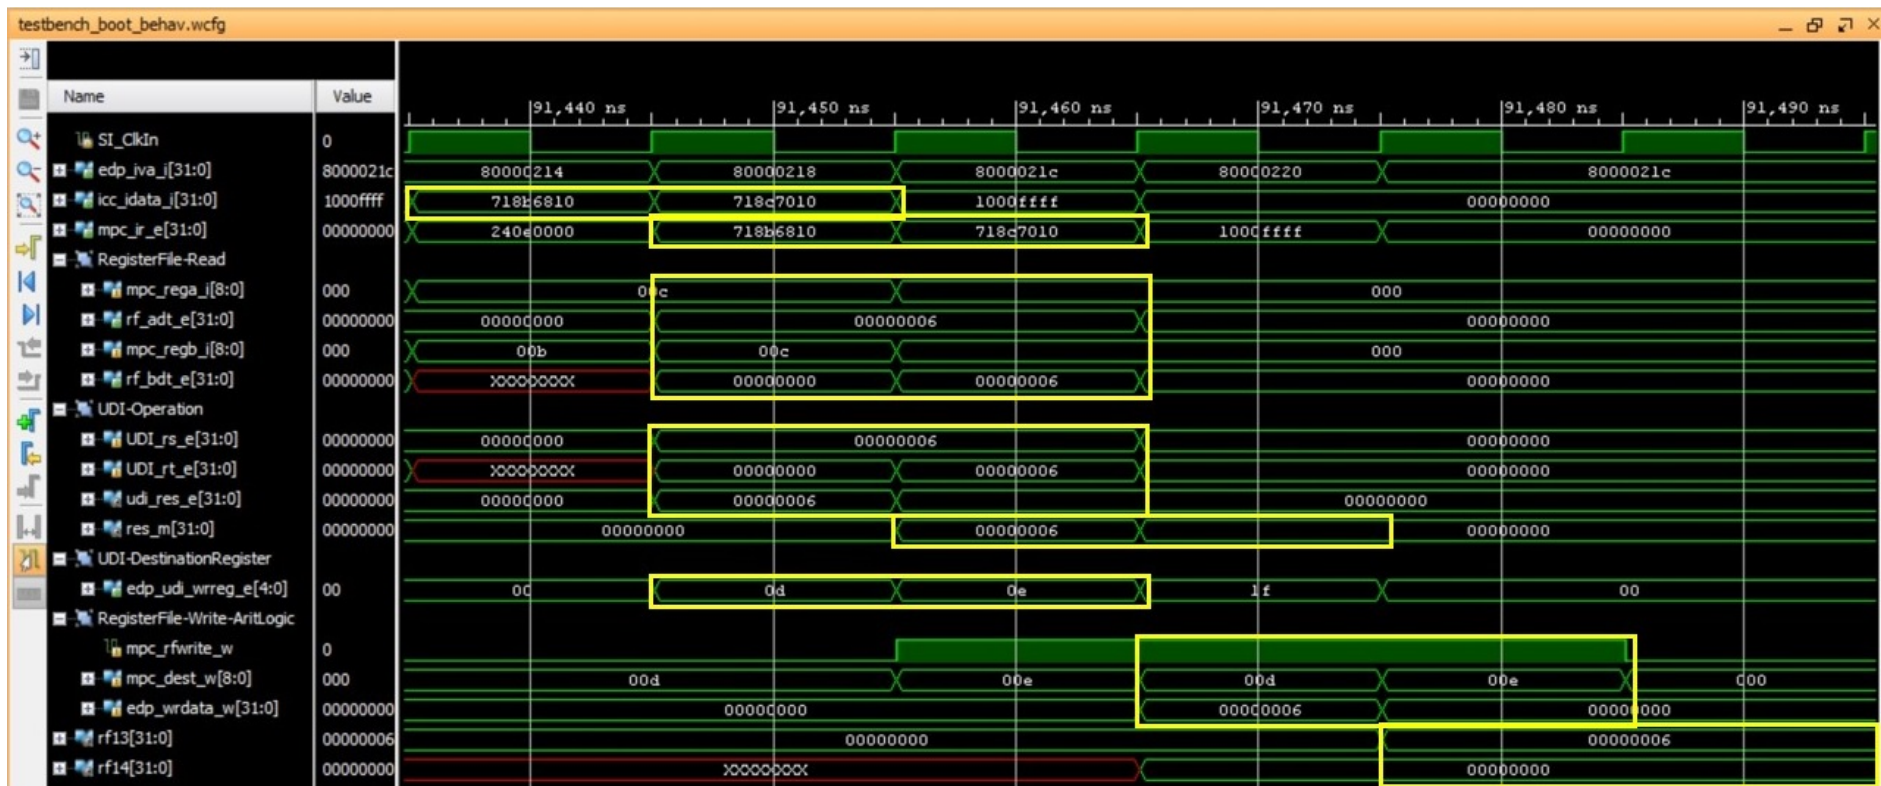 testbench_boot_behav.wcfg
Name Value
91,440 ns 91,450 ns 91,460 ns 91,470 ns 91,480 ns 91,490 ns
SI_ClkIn 0
edp_iva_i[31:0] 8000021c 80000214 80000218 8000021c 80000220 8000021c
icc_idata_i[31:0] 1000ffff 718b6810 718c7010 1000ffff 00000000
mpc_ir_e[31:0] 00000000 240e0000 718b6810 718c7010 1000ffff 00000000
RegisterFile-Read
mpc_rega_i[8:0] 000 00c 000
rf_adt_e[31:0] 00000000 00000000 00000006 00000000
mpc_regb_i[8:0] 000 00b 00c 000
rf_bdt_e[31:0] 00000000 XXXXXXXX 00000000 00000006 00000000
UDI-Operation
UDI_rs_e[31:0] 00000000 00000000 00000006 00000000
UDI_rt_e[31:0] 00000000 XXXXXXXX 00000000 00000006 00000000
udi_res_e[31:0] 00000000 00000000 00000006 00000000
res_m[31:0] 00000000 00000000 00000006 00000000
UDI-DestinationRegister
edp_udi_wrreg_e[4:0] 00 00 0d 0e 1f 00
RegisterFile-Write-AritLogic
mpc_rfwrite_w 0
mpc_dest_w[8:0] 000 00d 00e 00d 00e 000
edp_wrdata_w[31:0] 00000000 00000000 00000006 00000000
rf13[31:0] 00000006 00000000 00000006
rf14[31:0] 00000000 XXXXXXXX 00000000